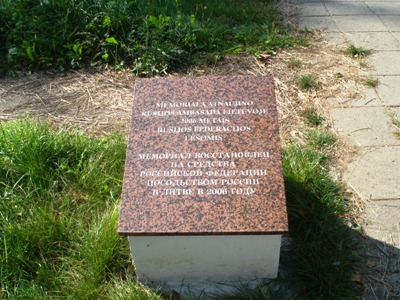 MEMORIALĄ ATNAUJINO
RUSIJOS AMBASADA LIETUVOJE
2006 METAIS
RUSIJOS FEDERACIJOS
LĖŠOMIS
МЕМОРИАЛ ВОССТАНОВЛЕН
НА СРЕДСТВА
РОССИЙСКОЙ ФЕДЕРАЦИИ
ПОСОЛЬСТВОМ РОССИИ
В ЛИТВЕ В 2006 ГОДУ